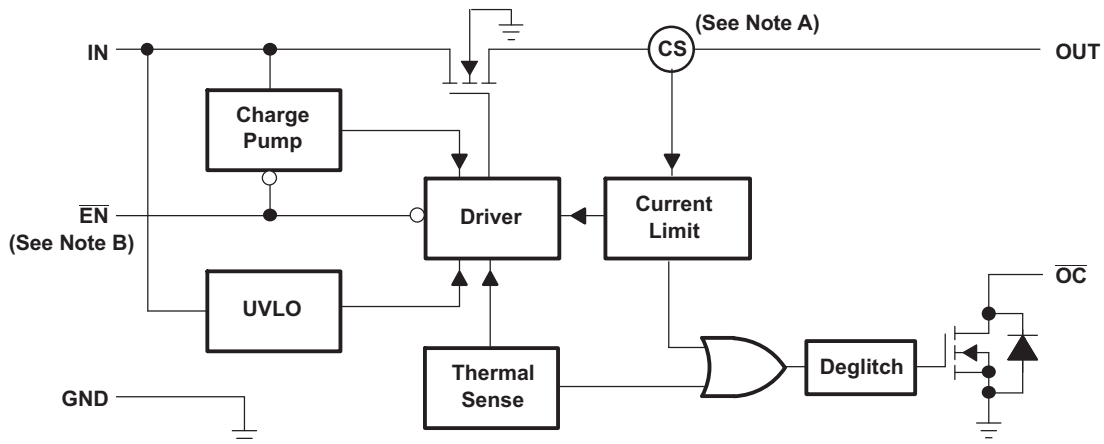 (See Note A)
IN
CS
OUT
Charge
Pump
EN
(See Note B)
Driver
Current
Limit
OC
UVLO
Thermal
Sense
Deglitch
GND